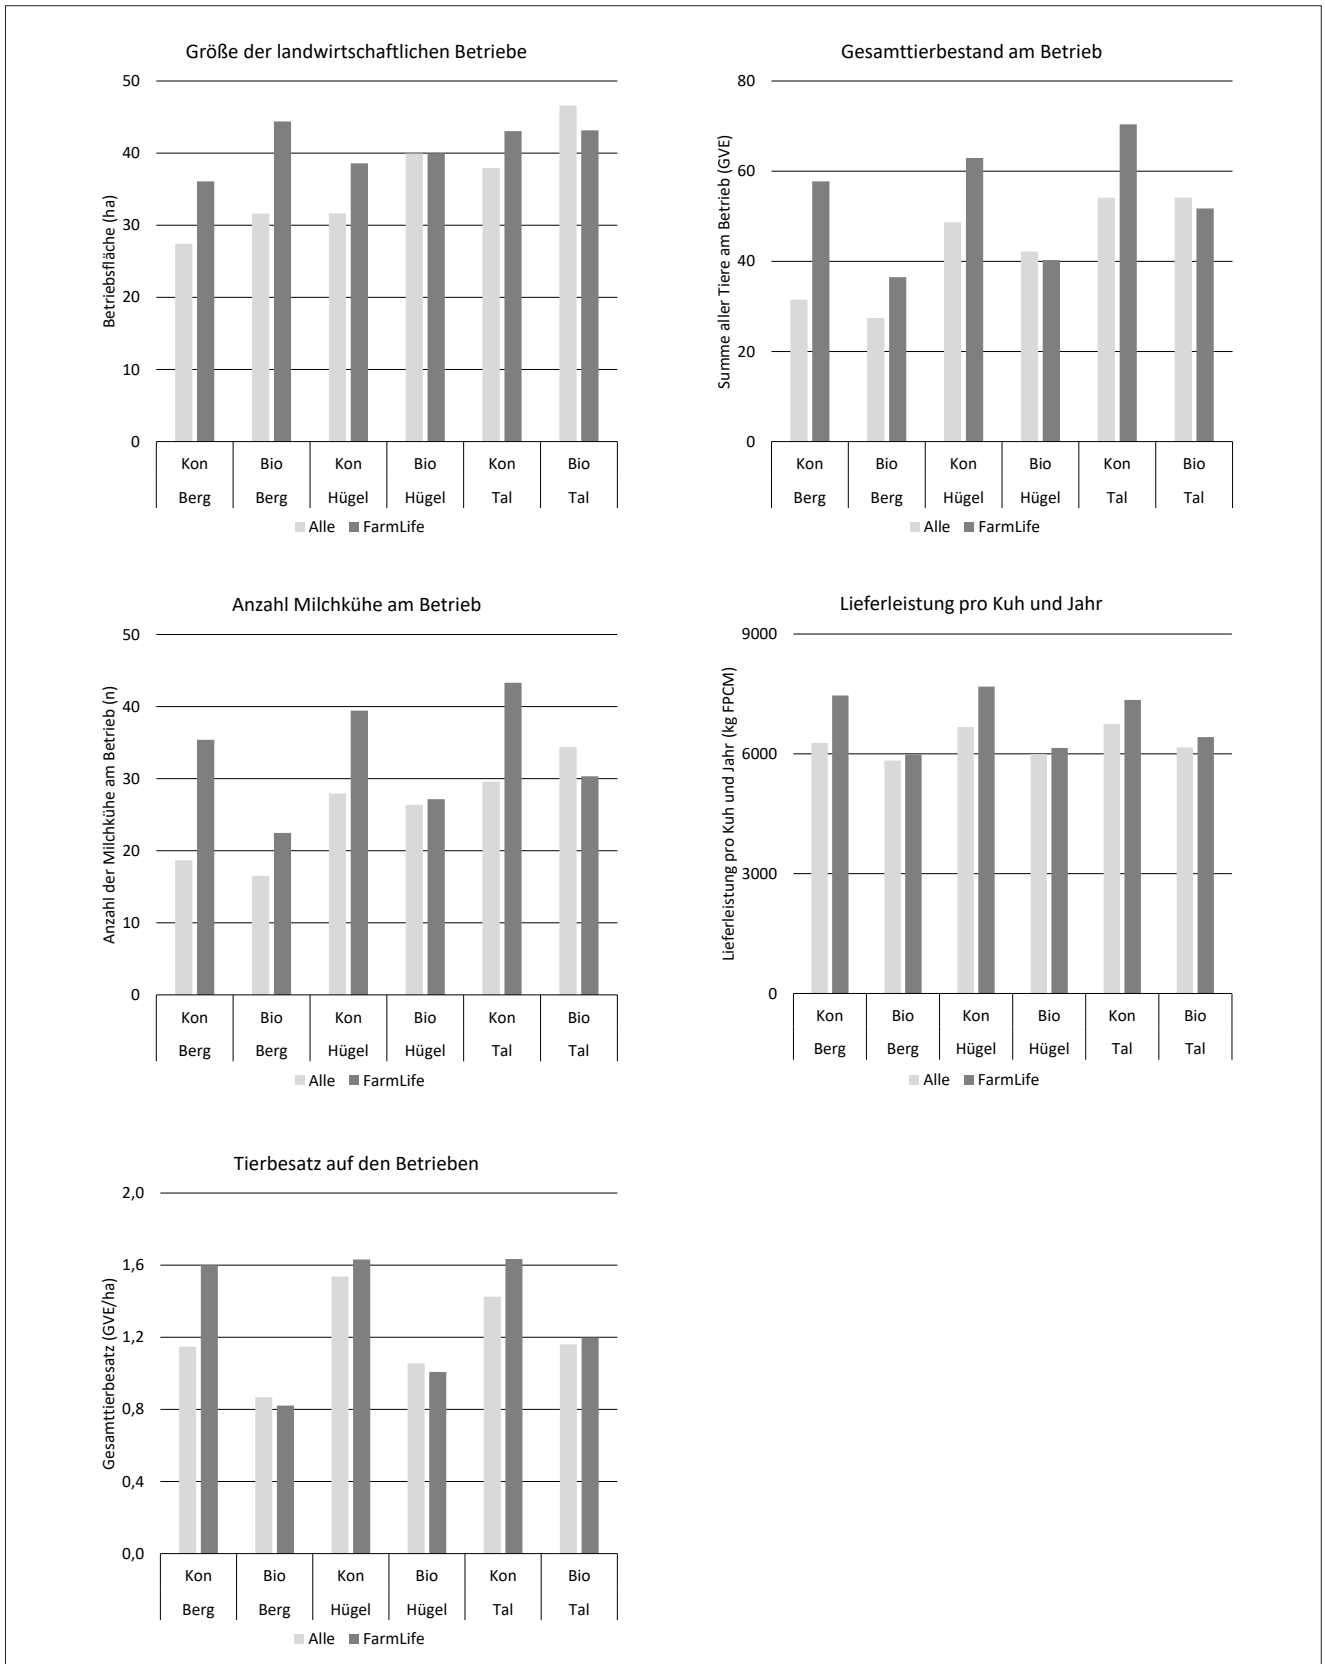 Größe der landwirtschaftlichen Betriebe
Betriebsfläche (ha)
50
40
30
20
10
0
Kon Bio Kon Bio Kon Bio
Berg Berg Hügel Hügel Tal Tal
Alle FarmLife
Gesamttierbestand am Betrieb
Summe aller Tiere am Betrieb (GVE)
80
60
40
20
0
Kon Bio Kon Bio Kon Bio
Berg Berg Hügel Hügel Tal Tal
Alle FarmLife
Anzahl Milchkühe am Betrieb
Anzahl der Milchkühe am Betrieb (n)
50
40
30
20
10
0
Kon Bio Kon Bio Kon Bio
Berg Berg Hügel Hügel Tal Tal
Alle FarmLife
Lieferleistung pro Kuh und Jahr
Lieferleistung pro Kuh und Jahr (kg FPCM)
9000
6000
3000
0
Kon Bio Kon Bio Kon Bio
Berg Berg Hügel Hügel Tal Tal
Alle FarmLife
Tierbesatz auf den Betrieben
Gesamttierbesatz (GVE/ha)
2,0
1,6
1,2
0,8
0,4
0,0
Kon Bio Kon Bio Kon Bio
Berg Berg Hügel Hügel Tal Tal
Alle FarmLife